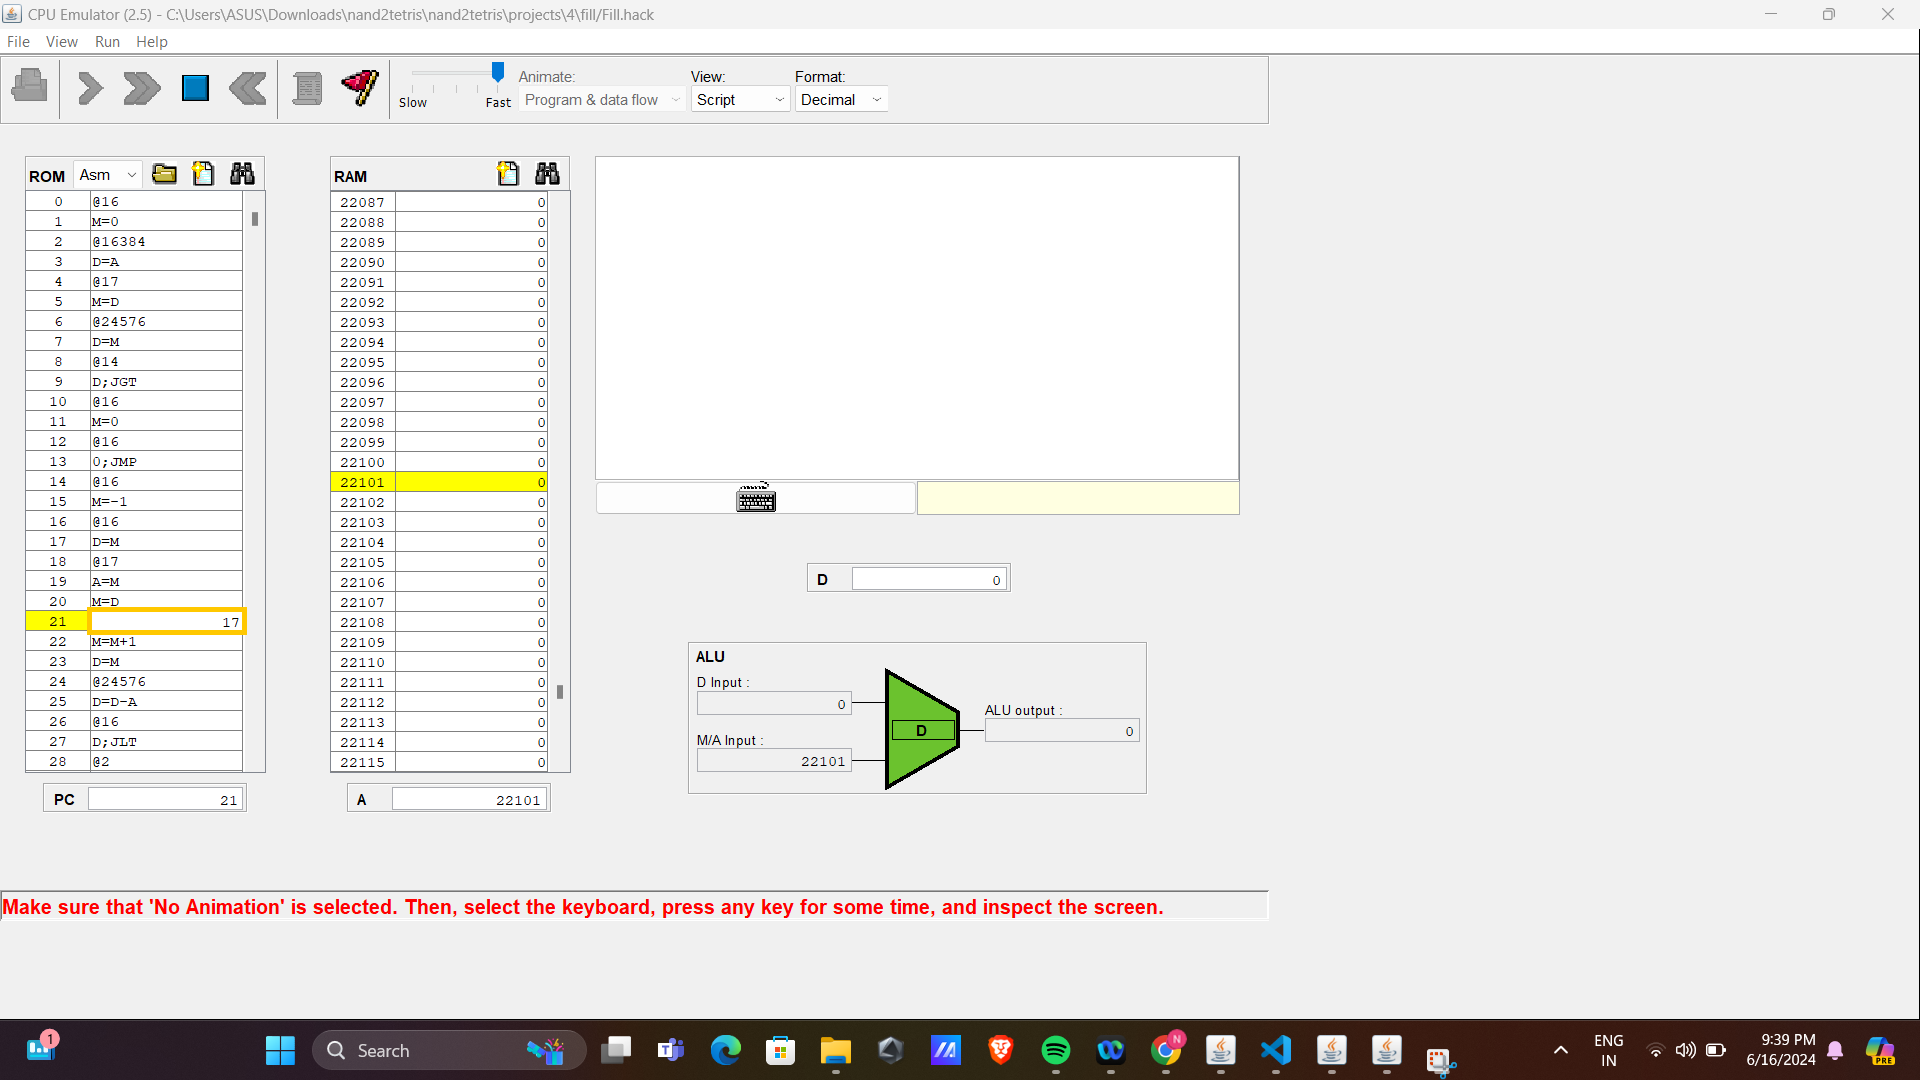 CPU Emulator (2.5) - C:\Users\ASUS\Downloads\nand2tetris\nand2tetris\projects\4\fill/Fill.hack
File View Run Help
Slow Fast
Animate:
Program & data flow
View:
Script
Format:
Decimal
ROM Asm
0 @16
1 M=0
2 @16384
3 D=A
4 @17
5 M=D
6 @24576
7 D=M
8 @14
9 D;JGT
10 @16
11 M=0
12 @16
13 0;JMP
14 @16
15 M=-1
16 @16
17 D=M
18 @17
19 A=M
20 M=D
21 17
22 M=M+1
23 D=M
24 @24576
25 D=D-A
26 @16
27 D;JLT
28 @2
PC 21
RAM
22087 0
22088 0
22089 0
22090 0
22091 0
22092 0
22093 0
22094 0
22095 0
22096 0
22097 0
22098 0
22099 0
22100 0
22101 0
22102 0
22103 0
22104 0
22105 0
22106 0
22107 0
22108 0
22109 0
22110 0
22111 0
22112 0
22113 0
22114 0
22115 0
A 22101
D 0
ALU
D Input :
0
M/A Input :
22101
D
ALU output :
0
Make sure that 'No Animation' is selected. Then, select the keyboard, press any key for some time, and inspect the screen.
1
Search
N
ENG
IN
9:39 PM
6/16/2024
PRE